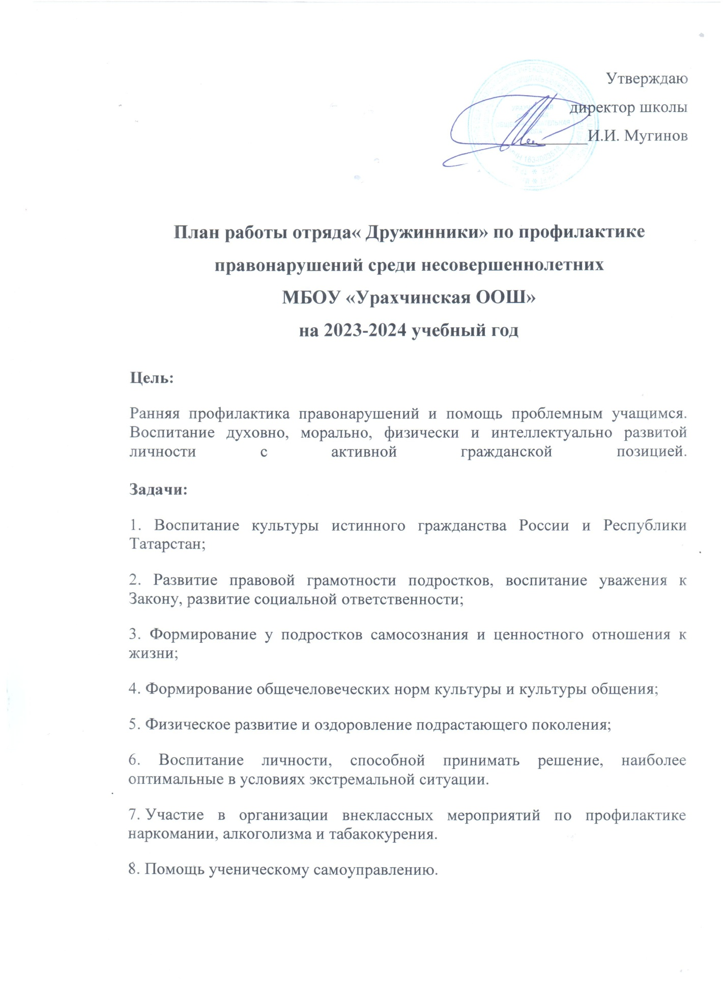 Утверждаю
директор школы
И.И. Мугинов
План работы отряда« Дружинники» по профилактике
правонарушений среди несовершеннолетних
МБОУ «Урахчинская ООШ»
на 2023-2024 учебный год
Цель:
Ранняя профилактика правонарушений и помощь проблемным учащимся.
Воспитание духовно, морально, физически и интеллектуально развитой
личности с активной гражданской позицией.
Задачи:
1. Воспитание культуры истинного гражданства России и Республики
Татарстан;
2. Развитие правовой грамотности подростков, воспитание уважения к
Закону, развитие социальной ответственности;
3. Формирование у подростков самосознания и ценностного отношения к
жизни;
4. Формирование общечеловеческих норм культуры и культуры общения;
5. Физическое развитие и оздоровление подрастающего поколения;
6. Воспитание личности, способной принимать решение, наиболее
оптимальные в условиях экстремальной ситуации.
7. Участие в организации внеклассных мероприятий по профилактике
наркомании, алкоголизма и табакокурения.
8. Помощь ученическому самоуправлению.